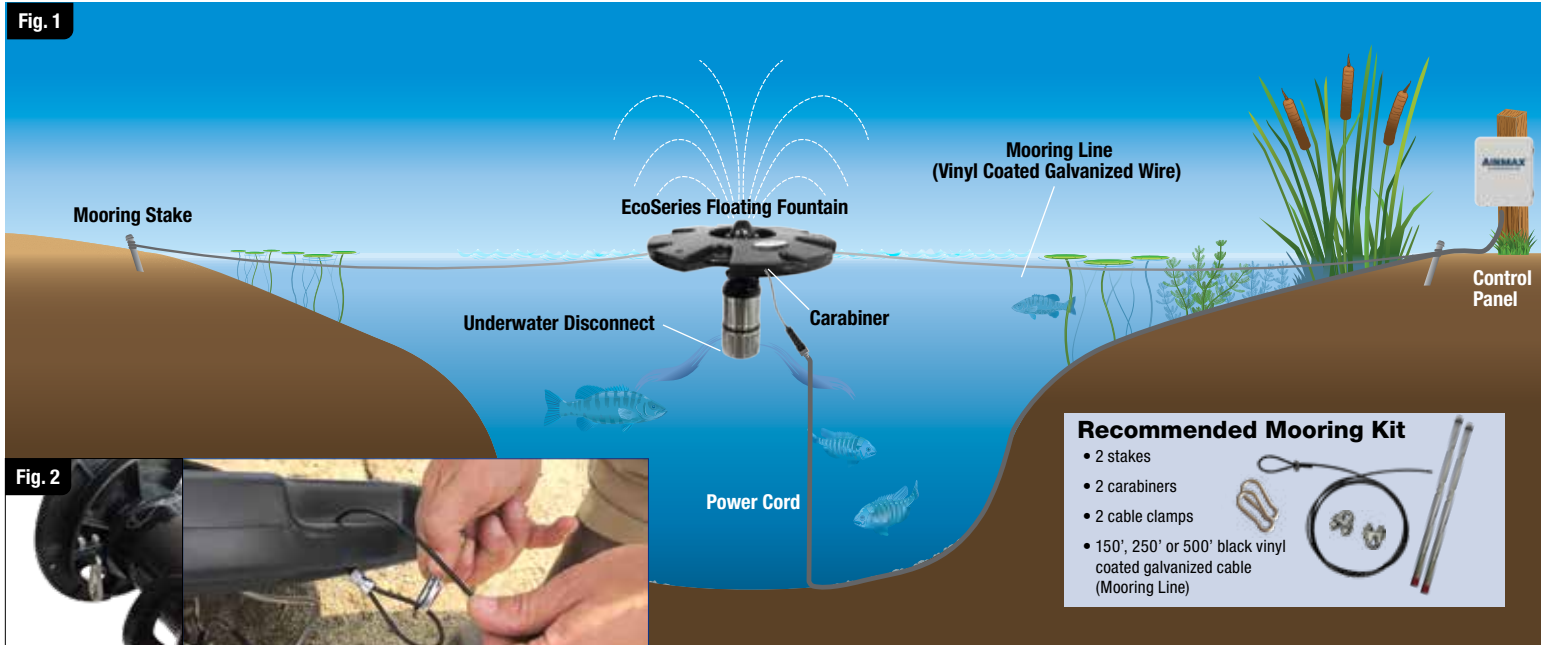 Fig. 1
Mooring Line
(Vinyl Coated Galvanized Wire)
EcoSeries Floating Fountain
Mooring Stake
AIRMAX
Control
Panel
Underwater Disconnect
Carabiner
Recommended Mooring Kit
• 2 stakes
• 2 carabiners
• 2 cable clamps
• 150’, 250’ or 500’ black vinyl
coated galvanized cable
(Mooring Line)
Power Cord
Fig. 2